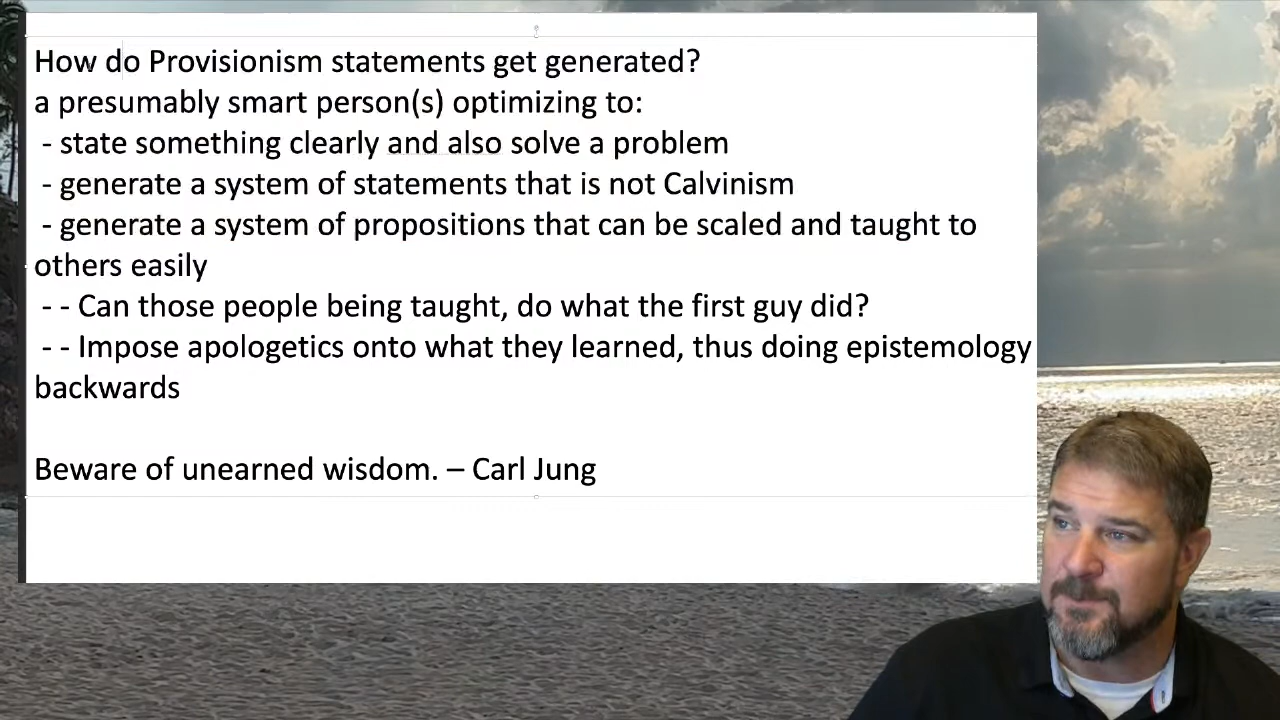 How do Provisionism statements get generated?
a presumably smart person(s) optimizing to:
- state something clearly and also solve a problem
- generate a system of statements that is not Calvinism
- generate a system of propositions that can be scaled and taught to
others easily
- - Can those people being taught, do what the first guy did?
- - Impose apologetics onto what they learned, thus doing epistemology
backwards
Beware of unearned wisdom. – Carl Jung